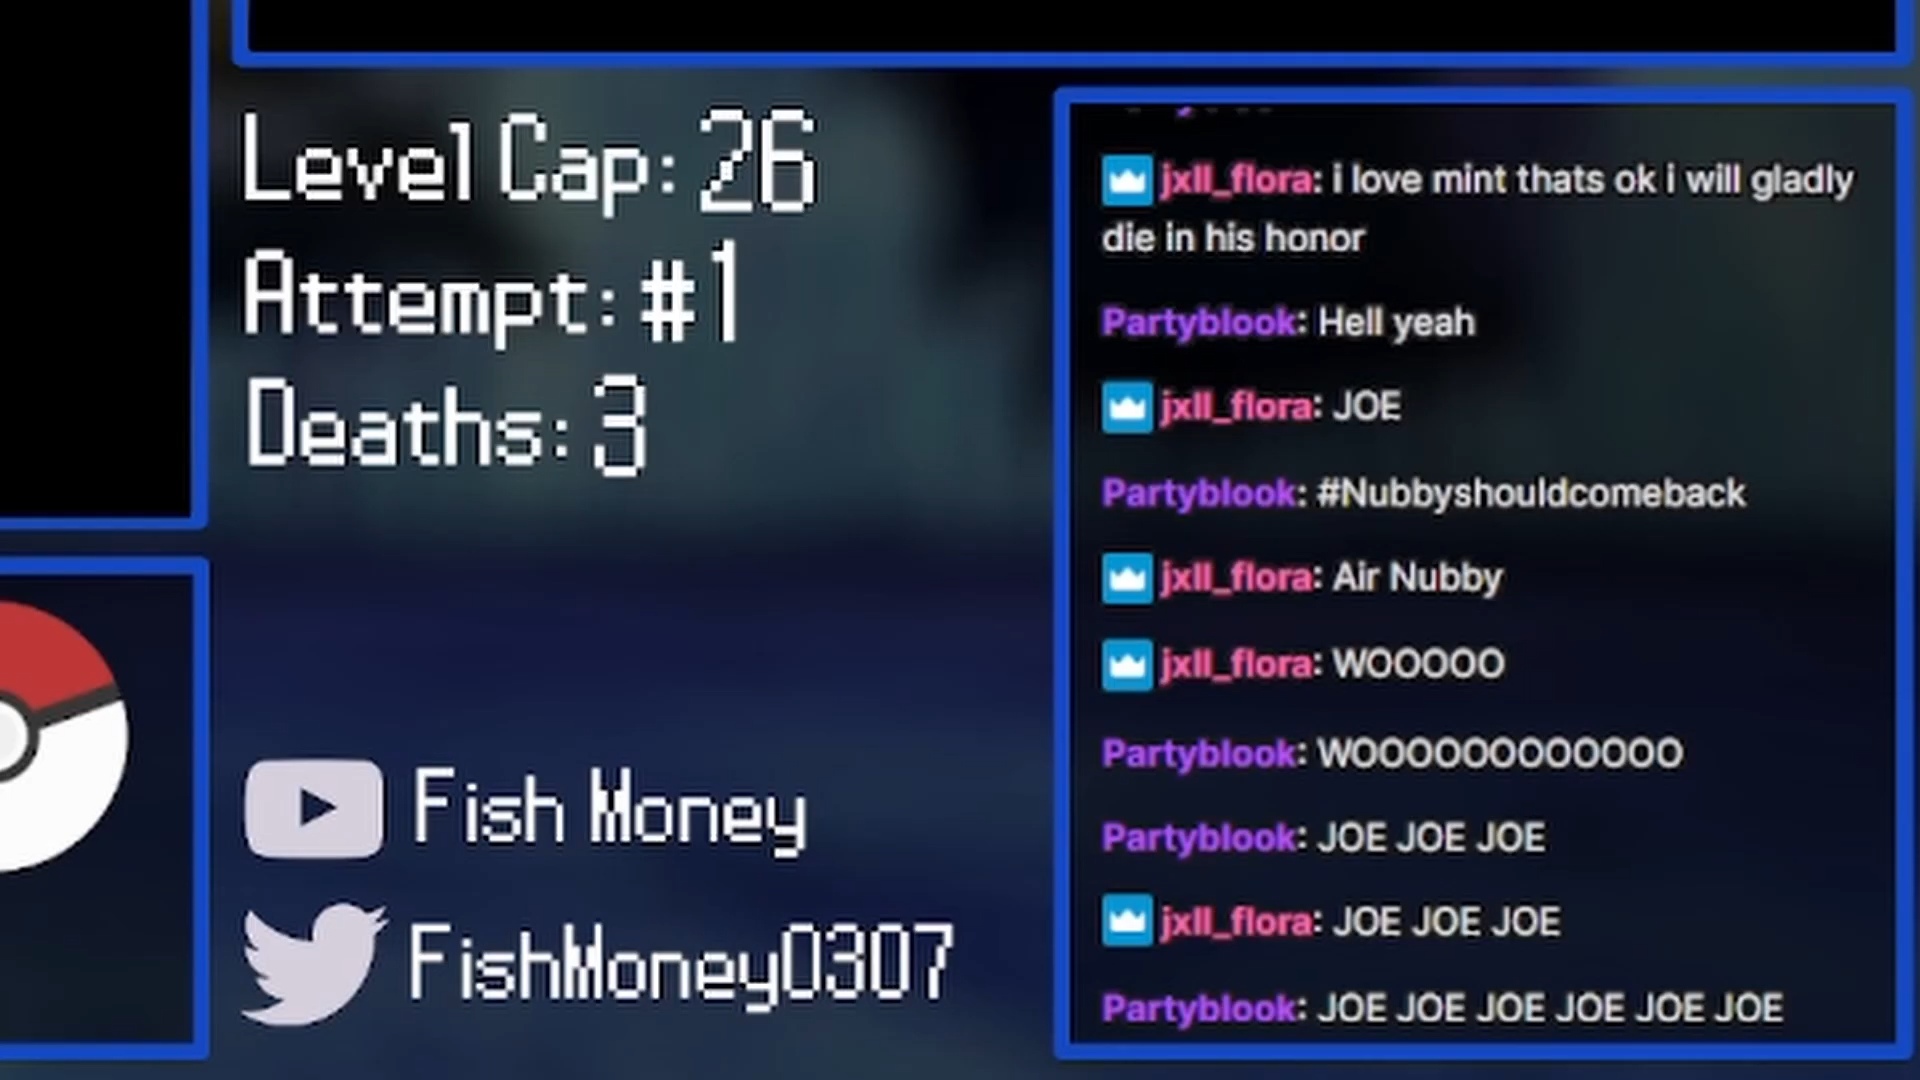 Level Cap: 26
Attempt: #1
Deaths: 3
Fish Money
FishMoney0307
jxll_flora: i love mint thats ok i will gladly
die in his honor
Partyblook: Hell yeah
jxll_flora: JOE
Partyblook: #Nubbyshouldcomeback
jxll_flora: Air Nubby
jxll_flora: WOOOOO
Partyblook: WOOOOOOOOOOOO
Partyblook: JOE JOE JOE
jxll_flora: JOE JOE JOE
Partyblook: JOE JOE JOE JOE JOE JOE